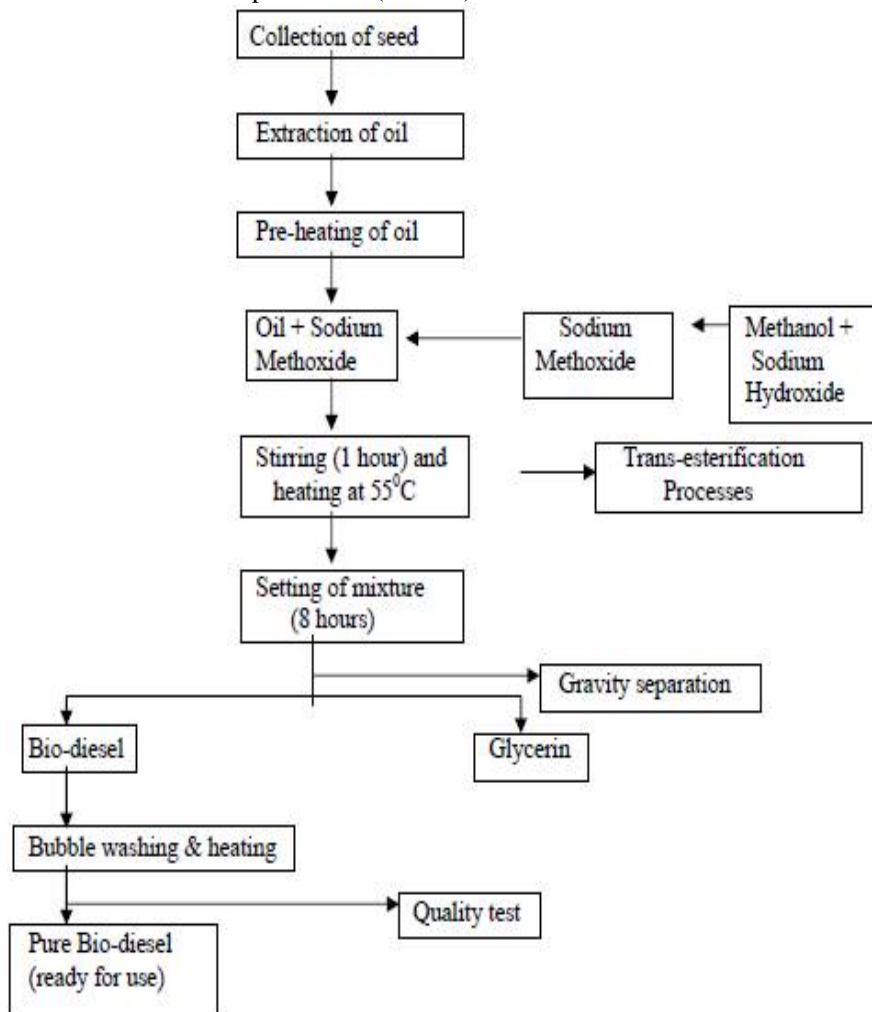 Collection of seed
Extraction of oil
Pre-heating of oil
Oil + Sodium
Methoxide
Sodium
Methoxide
Methanol +
Sodium
Hydroxide
Stirring (1 hour) and
heating at 55⁰C
Trans-esterification
Processes
Setting of mixture
(8 hours)
Gravity separation
Bio-diesel
Glycerin
Bubble washing & heating
Quality test
Pure Bio-diesel
(ready for use)